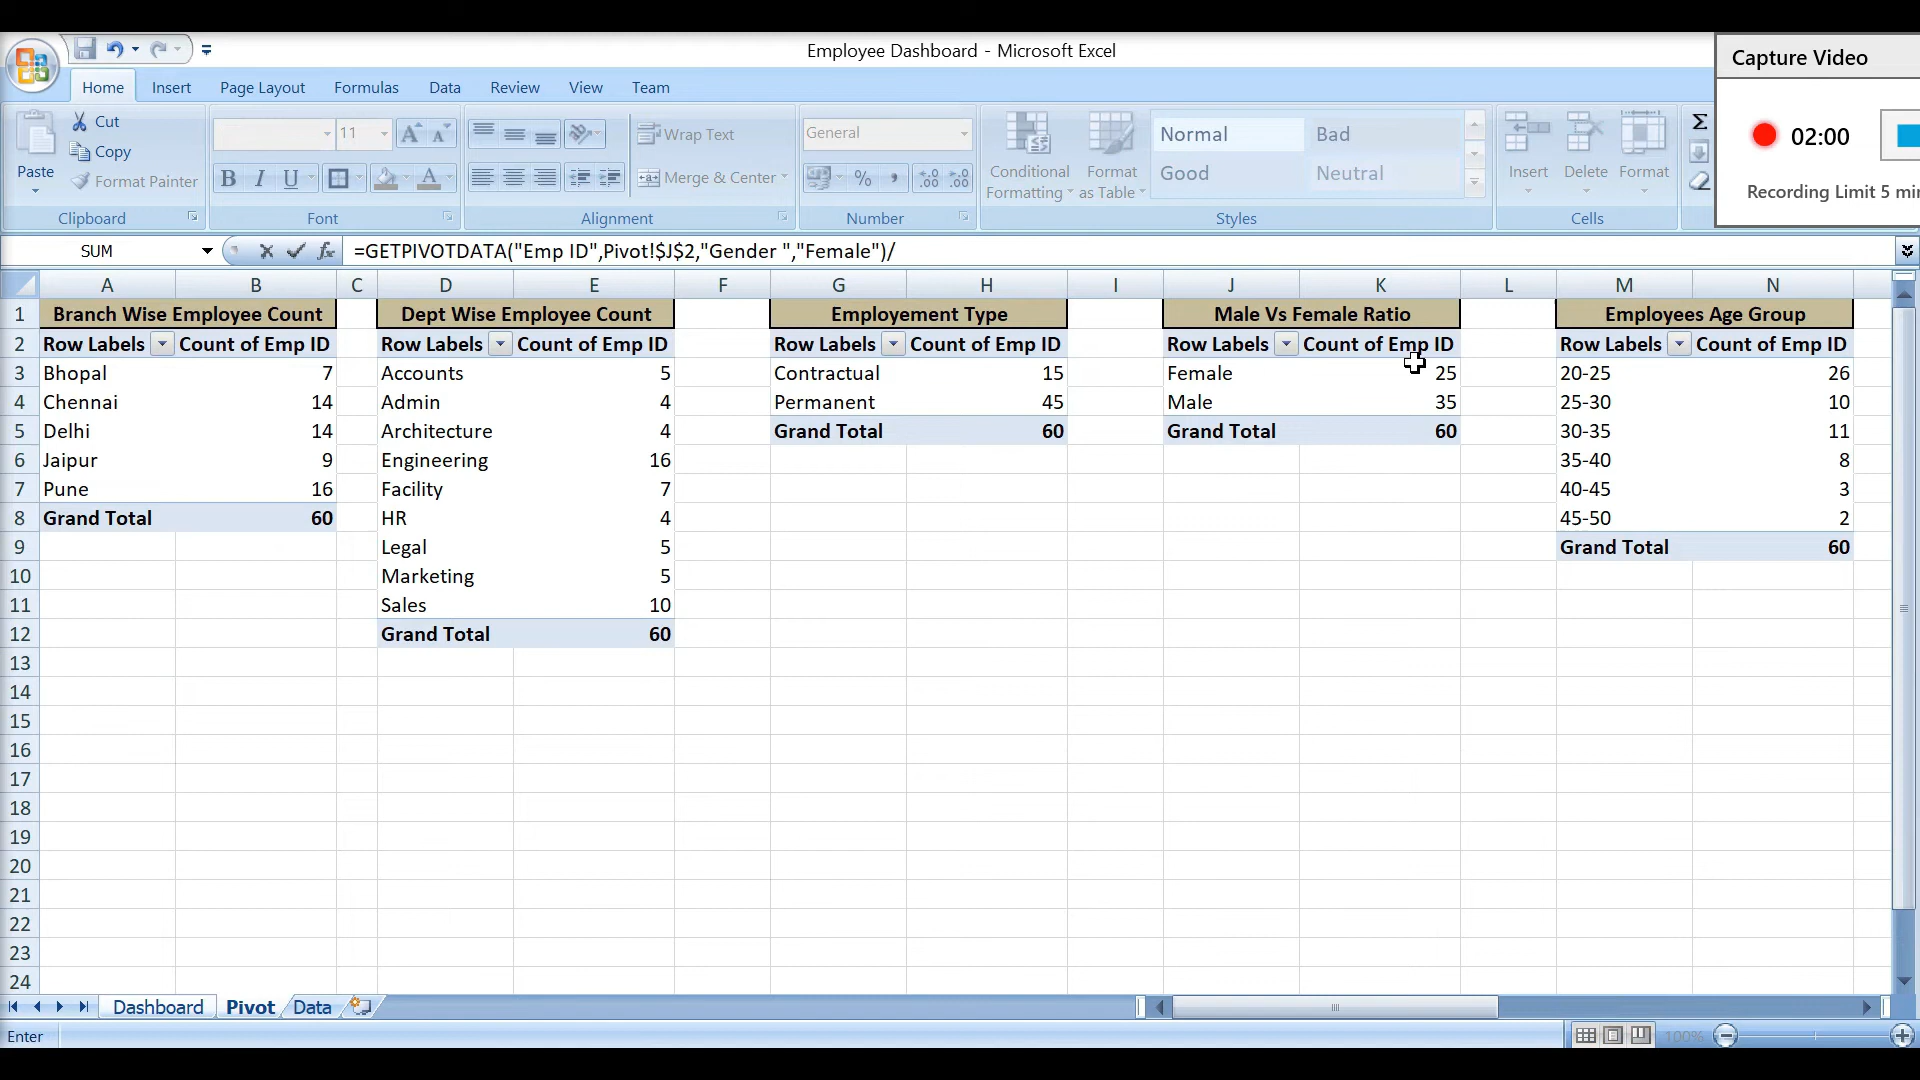 Employee Dashboard - Microsoft Excel
Capture Video
Home Insert Page Layout Formulas Data Review View Team
Cut
Copy
Format Painter
Paste
11
Wrap Text
Merge & Center
General
Conditional Formatting
Format as Table
Normal Bad
Good Neutral
Insert Delete Format
02:00
Recording Limit 5 min
Clipboard Font Alignment Number Styles Cells
SUM =GETPIVOTDATA("Emp ID",Pivot!$J$2,"Gender ","Female")/
A B C D E F G H I J K L M N
1 Branch Wise Employee Count Dept Wise Employee Count Employement Type Male Vs Female Ratio Employees Age Group
2 Row Labels Count of Emp ID Row Labels Count of Emp ID Row Labels Count of Emp ID Row Labels Count of Emp ID Row Labels Count of Emp ID
3 Bhopal 7 Accounts 5 Contractual 15 Female 25 20-25 26
4 Chennai 14 Admin 4 Permanent 45 Male 35 25-30 10
5 Delhi 14 Architecture 4 Grand Total 60 Grand Total 60 30-35 11
6 Jaipur 9 Engineering 16 35-40 8
7 Pune 16 Facility 7 40-45 3
8 Grand Total 60 HR 4 45-50 2
9 Legal 5 Grand Total 60
10 Marketing 5
11 Sales 10
12 Grand Total 60
13
14
15
16
17
18
19
20
21
22
23
24
Dashboard Pivot Data
Enter 100%